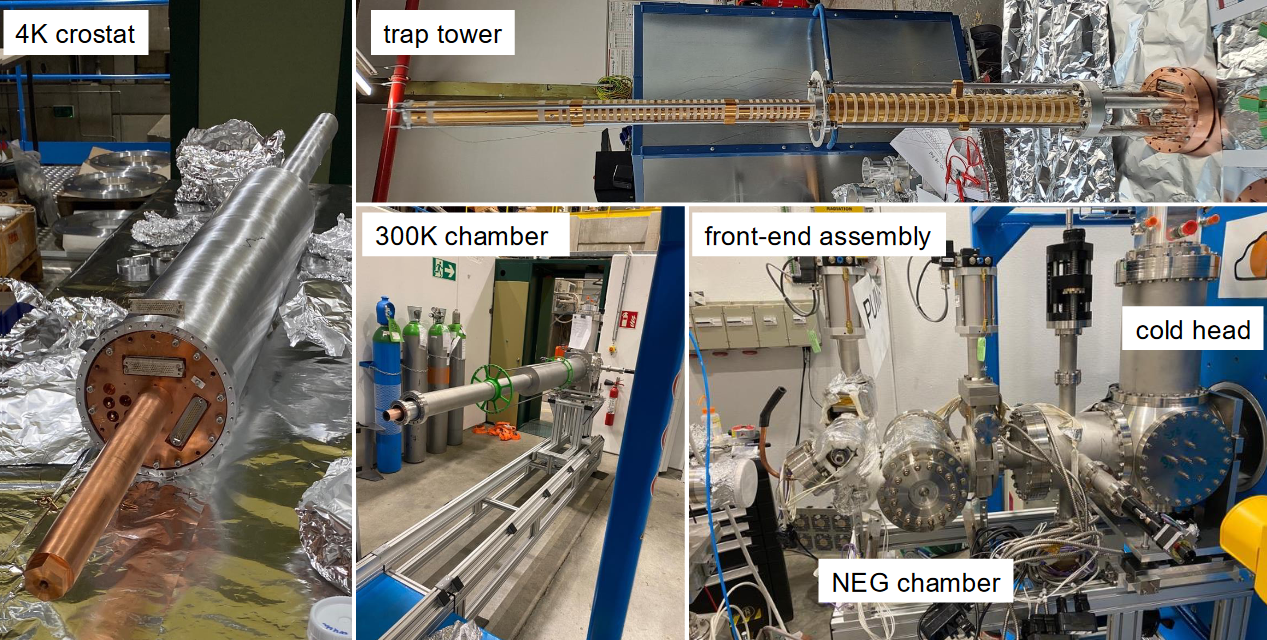 4K crostat
trap tower
300K chamber
front-end assembly
cold head
NEG chamber